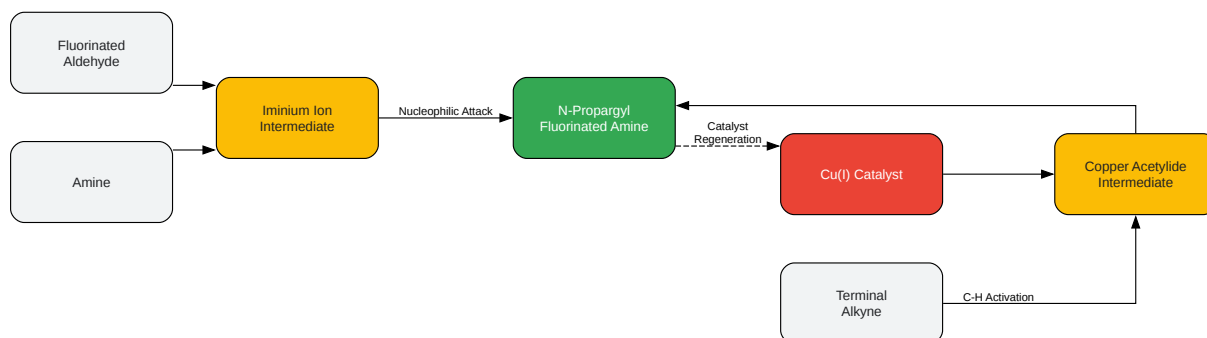 Fluorinated
Aldehyde
Iminium Ion
Intermediate
Nucleophilic Attack
N-Propargyl
Fluorinated Amine
Catalyst
Regeneration
Amine
Cu(I) Catalyst
Copper Acetylide
Intermediate
Terminal
Alkyne
C-H Activation